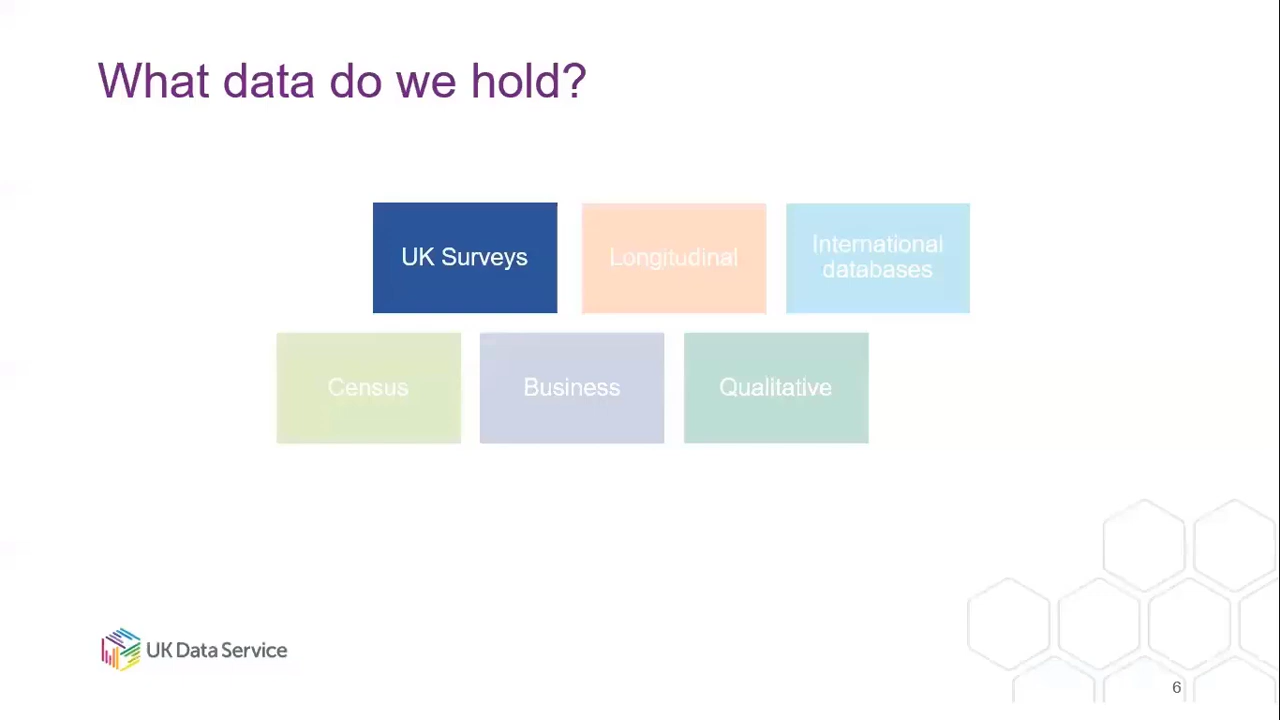 What data do we hold?
UK Surveys
Longitudinal
International
databases
Census
Business
Qualitative
UK Data Service
6